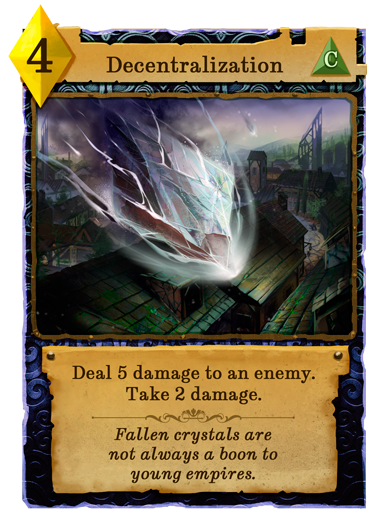 4
Decentralization
C
Deal 5 damage to an enemy.
Take 2 damage.
Fallen crystals are
not always a boon to
young empires.